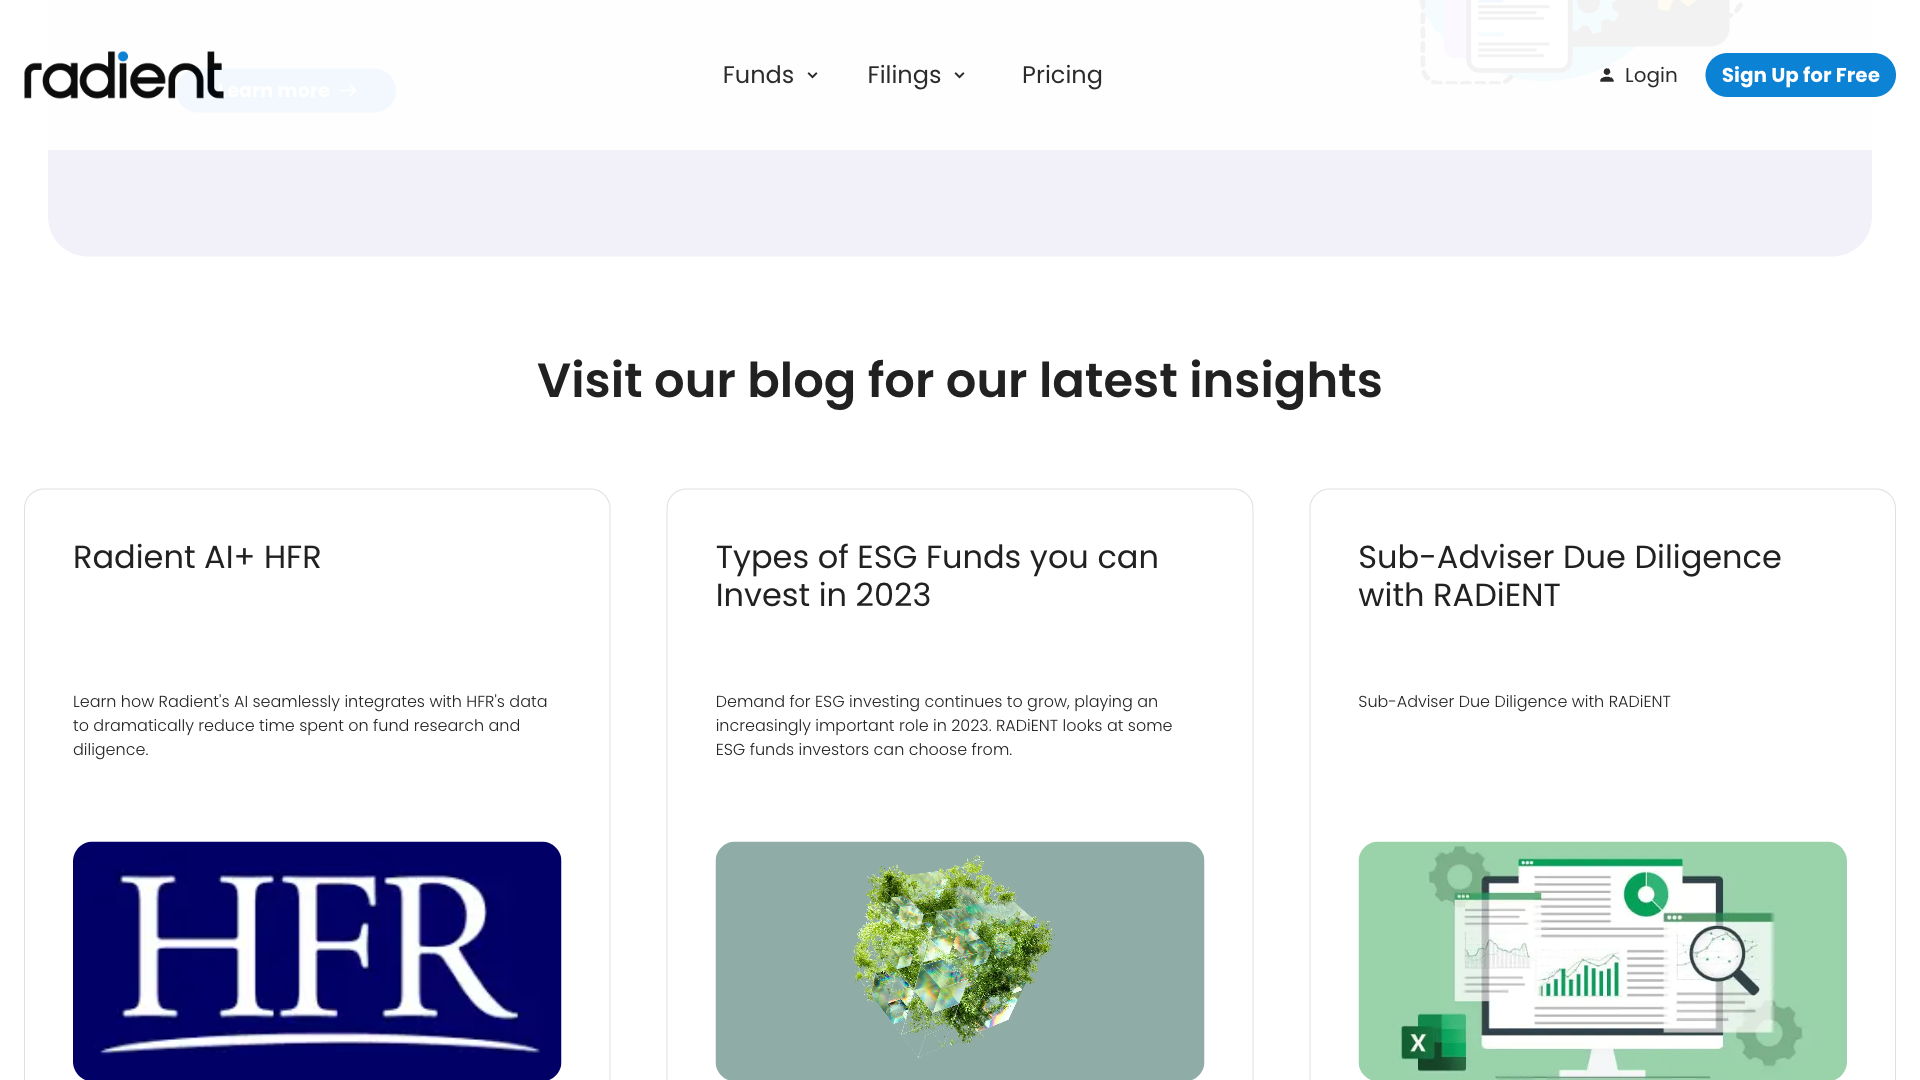 radient
Learn more
Funds
Filings
Pricing
Login
Sign Up for Free
Visit our blog for our latest insights
Radient AI+ HFR
Learn how Radient's AI seamlessly integrates with HFR's data
to dramatically reduce time spent on fund research and
diligence.
HFR
Types of ESG Funds you can
Invest in 2023
Demand for ESG investing continues to grow, playing an
increasingly important role in 2023. RADiENT looks at some
ESG funds investors can choose from.
Sub-Adviser Due Diligence
with RADiENT
Sub-Adviser Due Diligence with RADiENT
X